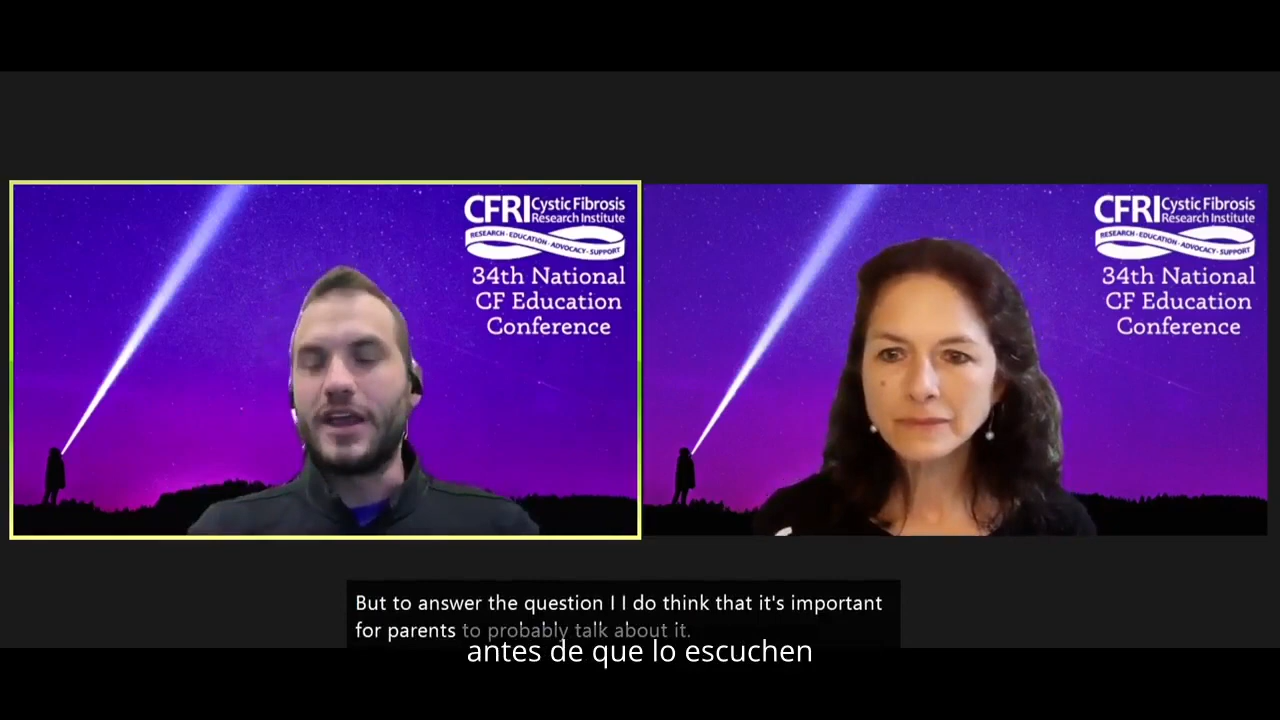 CFRI Cystic Fibrosis
Research Institute
RESEARCH · EDUCATION · ADVOCACY · SUPPORT
34th National
CF Education
Conference
CFRI Cystic Fibrosis
Research Institute
RESEARCH · EDUCATION · ADVOCACY · SUPPORT
34th National
CF Education
Conference
But to answer the question I I do think that it's important
for parents to probably talk about it.
antes de que lo escuchen